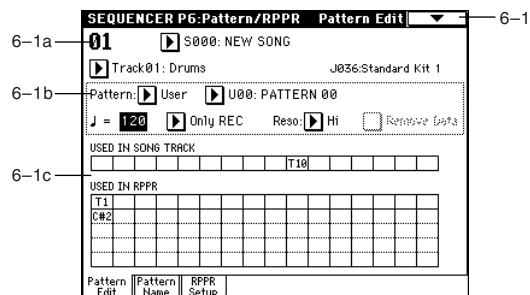 SEQUENCER P6:Pattern/RPPR Pattern Edit
6–1
6–1a
01 S000: NEW SONG
Track01: Drums J036:Standard Kit 1
6–1b
Pattern: User U00: PATTERN 00
♩ = 120 Only REC Reso: Hi Remove Data
USED IN SONG TRACK
T10
6–1c
USED IN RPPR
T1
C#2
Pattern Edit Pattern Name RPPR Setup